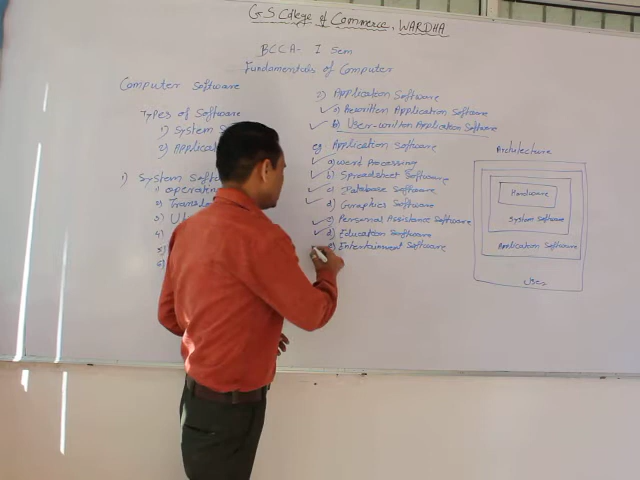 G S College of Commerce, WARDHA
BCCA- I Sem
Fundamentals of Computer
Computer Software
Types of Software
1) System
2) Applicat
1) System Soft
1) operatin
2) Transla
3) Ut
4)
5)
6)
2) Application Software
a) Rewritten Application Software
b) User-written Application Software
eg Application Software
a) Word Processing
b) Spreadsheet Software
c) Database Software
d) Graphics Software
c) Personal Assistance Software
d) Education Software
e) Entertainment Software
Architecture
Hardware
System Software
Application Software
User